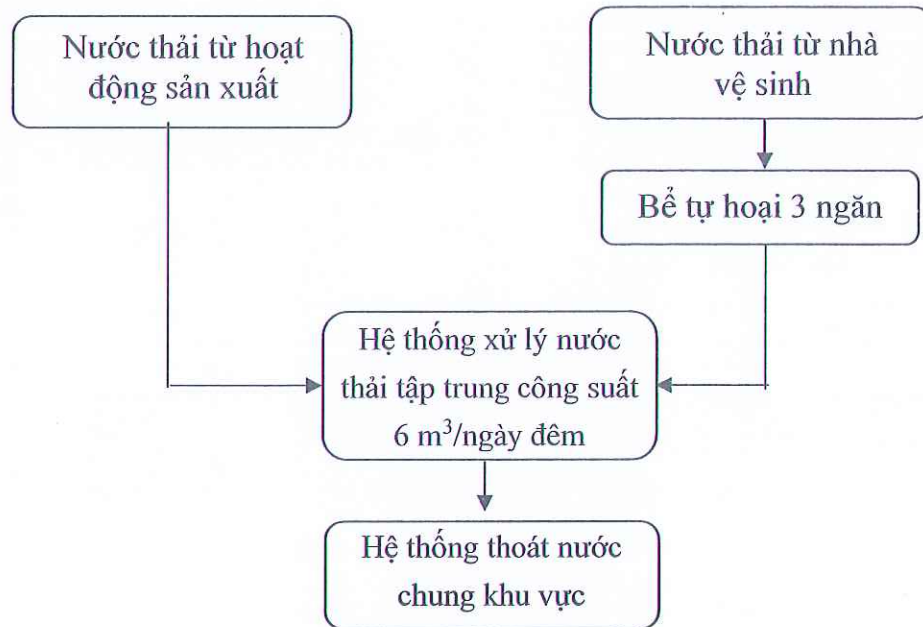 Nước thải từ hoạt
động sản xuất
Nước thải từ nhà
vệ sinh
Bể tự hoại 3 ngăn
Hệ thống xử lý nước
thải tập trung công suất
6 m³/ngày đêm
Hệ thống thoát nước
chung khu vực